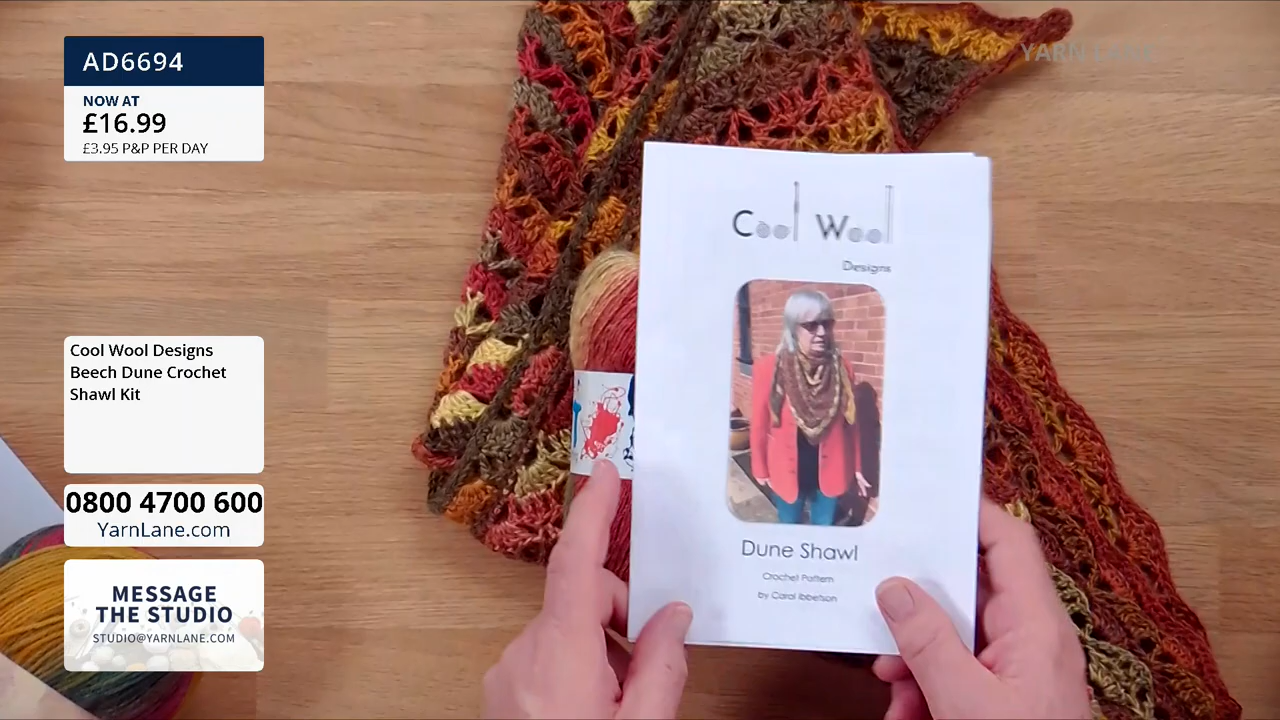 AD6694
NOW AT
£16.99
£3.95 P&P PER DAY
Cool Wool Designs
Beech Dune Crochet
Shawl Kit
0800 4700 600
YarnLane.com
MESSAGE
THE STUDIO
STUDIO@YARNLANE.COM
YARN LANE
Cool Wool
Designs
Dune Shawl
Crochet Pattern
by Carol Ibbetson